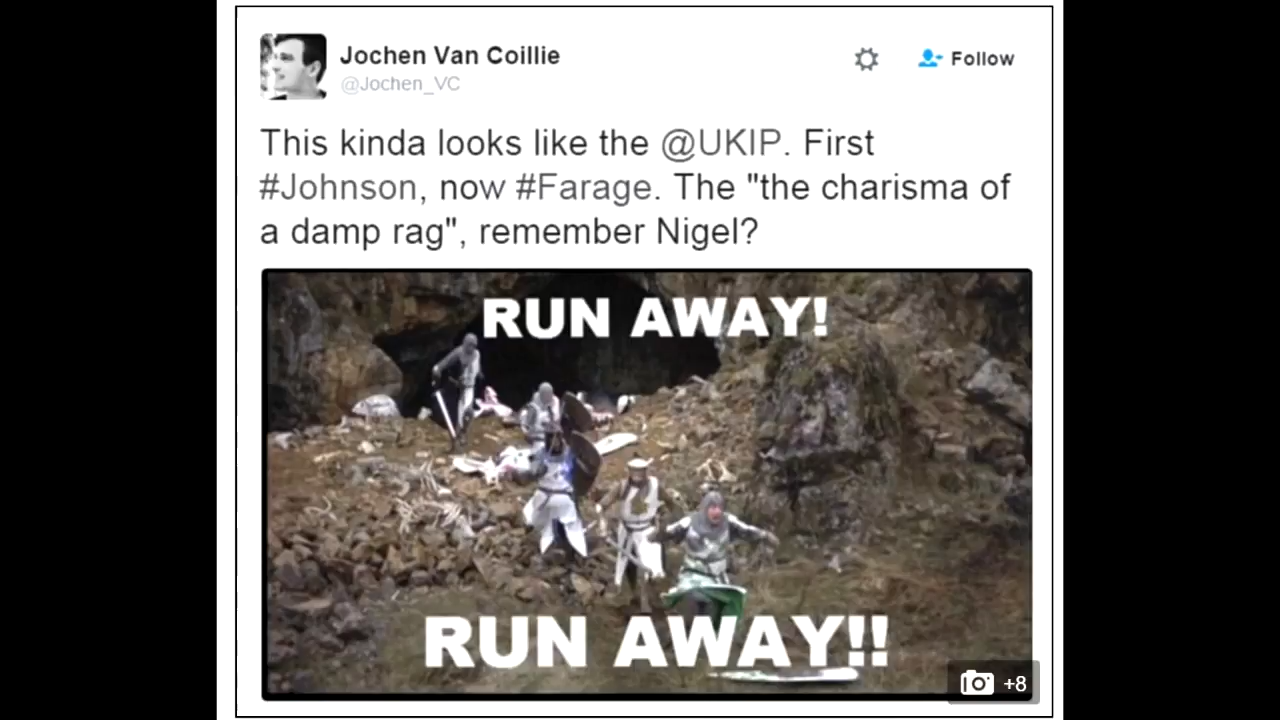 Jochen Van Coillie
@Jochen_VC
Follow
This kinda looks like the @UKIP. First
#Johnson, now #Farage. The "the charisma of
a damp rag", remember Nigel?
RUN AWAY!
RUN AWAY!!
+8